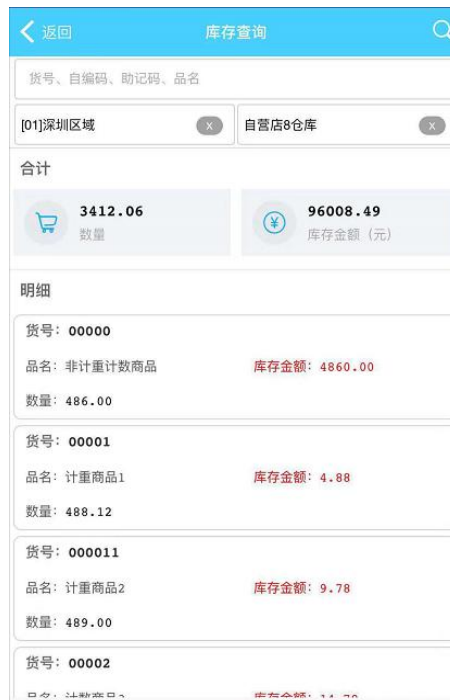 返回 库存查询
货号、自编码、助记码、品名
[01]深圳区域 X 自营店8仓库 X
合计
3412.06 96008.49
数量 库存金额（元）
明细
货号：00000
品名：非计重计数商品 库存金额：4860.00
数量：486.00
货号：00001
品名：计重商品1 库存金额：4.88
数量：488.12
货号：000011
品名：计重商品2 库存金额：9.78
数量：489.00
货号：00002